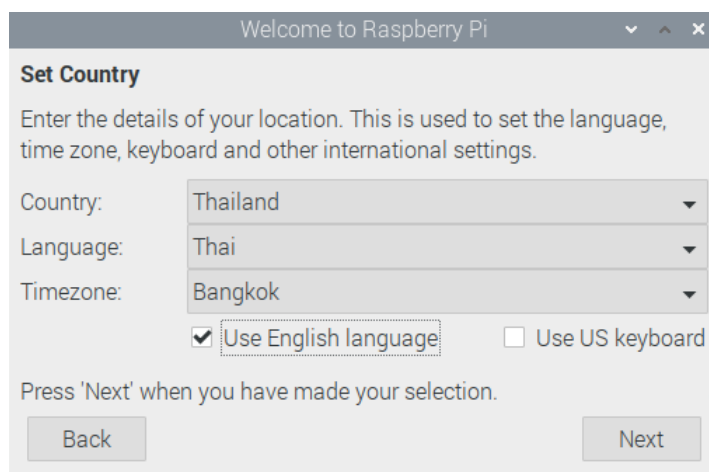 Welcome to Raspberry Pi
Set Country
Enter the details of your location. This is used to set the language,
time zone, keyboard and other international settings.
Country: Thailand
Language: Thai
Timezone: Bangkok
Use English language Use US keyboard
Press 'Next' when you have made your selection.
Back Next